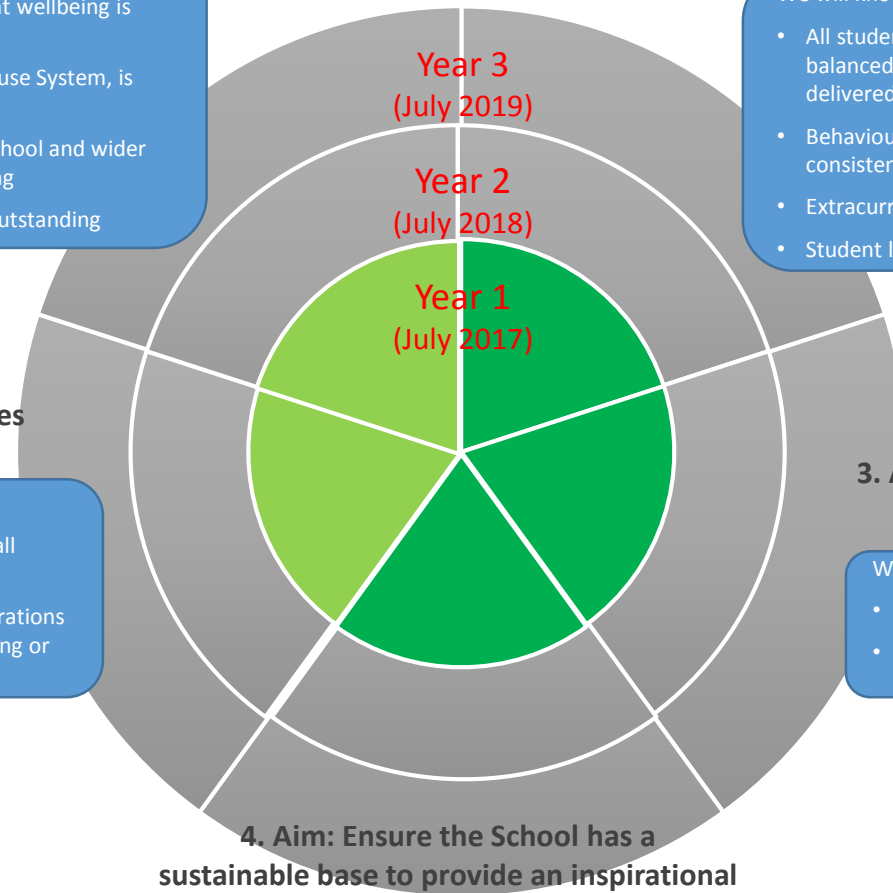 t wellbeing is
use System, is
hool and wider
ng
utstanding
Year 3
(July 2019)
Year 2
(July 2018)
Year 1
(July 2017)
• All studen
balanced
delivered
• Behaviou
consisten
• Extracurr
• Student l
es
all
rations
ng or
3. A
W
•
•
4. Aim: Ensure the School has a
sustainable base to provide an inspirational